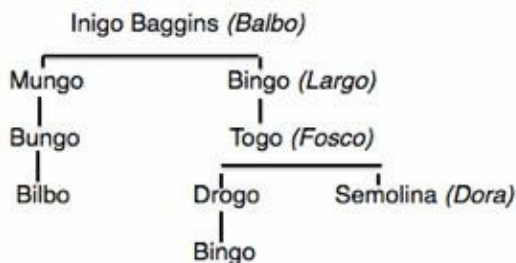 Inigo Baggins (Balbo)
Mungo Bingo (Largo)
Bungo Togo (Fosco)
Bilbo Drogo Semolina (Dora)
Bingo